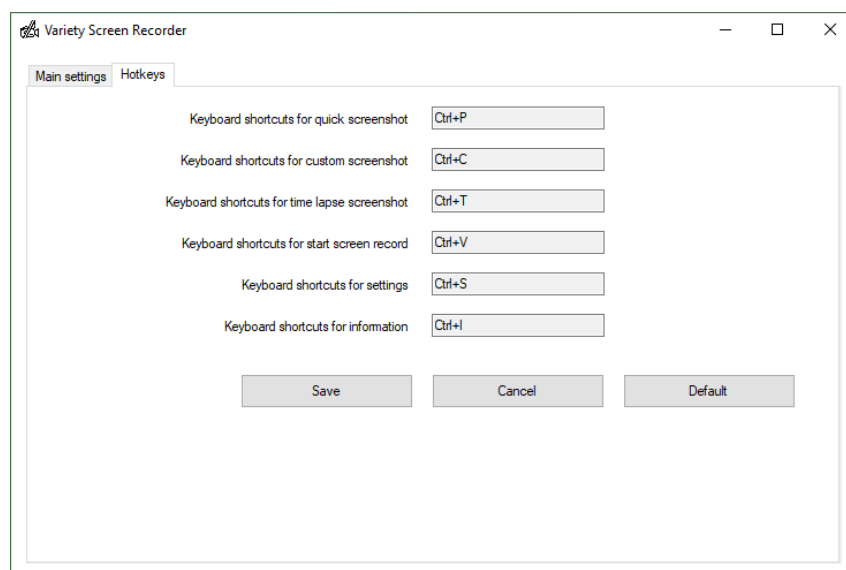 Variety Screen Recorder
Main settings Hotkeys
Keyboard shortcuts for quick screenshot Ctrl+P
Keyboard shortcuts for custom screenshot Ctrl+C
Keyboard shortcuts for time lapse screenshot Ctrl+T
Keyboard shortcuts for start screen record Ctrl+V
Keyboard shortcuts for settings Ctrl+S
Keyboard shortcuts for information Ctrl+I
Save Cancel Default